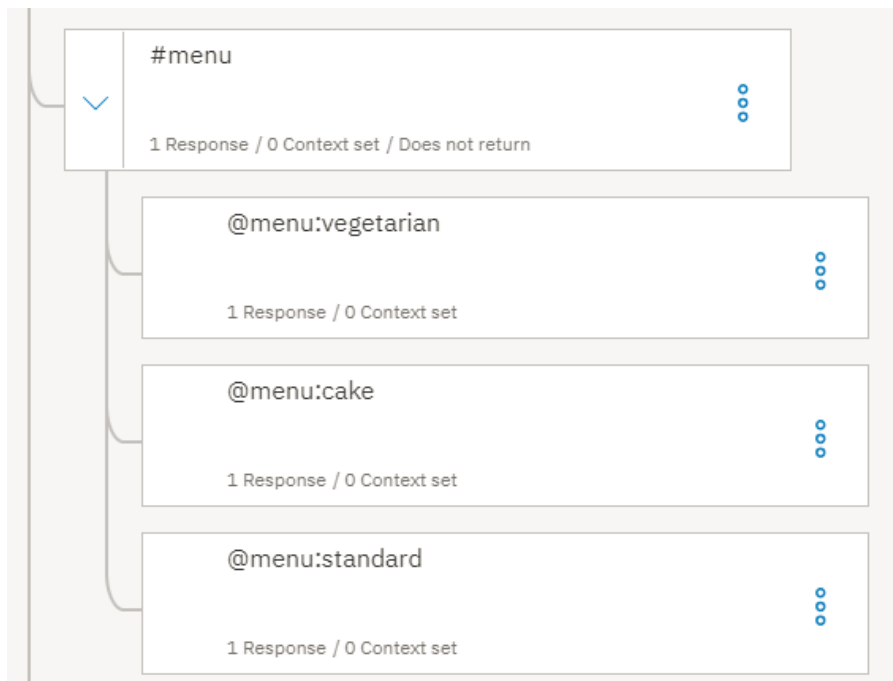 #menu
1 Response / 0 Context set / Does not return
@menu:vegetarian
1 Response / 0 Context set
@menu:cake
1 Response / 0 Context set
@menu:standard
1 Response / 0 Context set